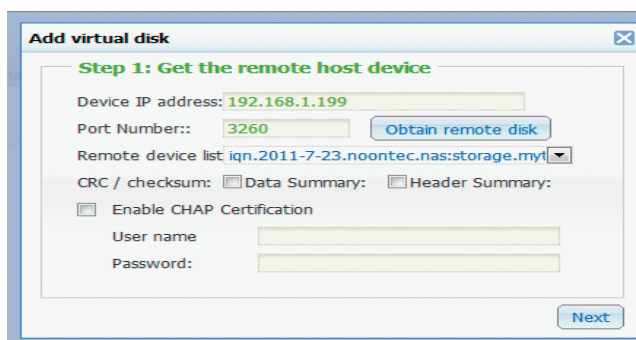 Add virtual disk
Step 1: Get the remote host device
Device IP address: 192.168.1.199
Port Number:: 3260 Obtain remote disk
Remote device list iqn.2011-7-23.noontec.nas:storage.myt
CRC / checksum: Data Summary: Header Summary:
Enable CHAP Certification
User name
Password:
Next